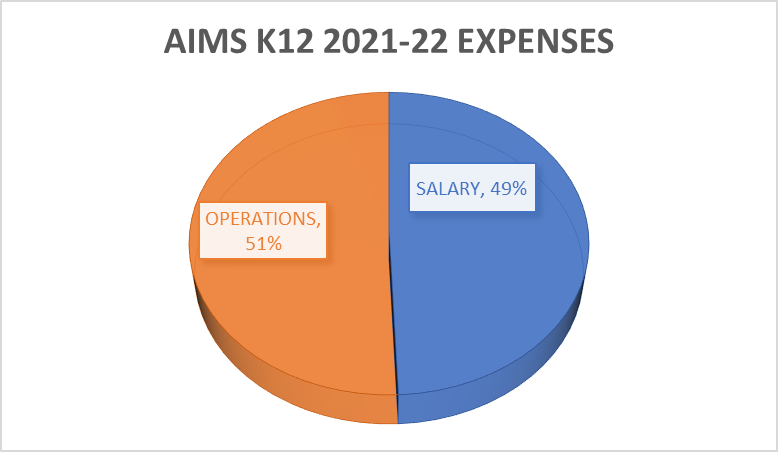 AIMS K12 2021-22 EXPENSES
SALARY, 49%
OPERATIONS,
51%